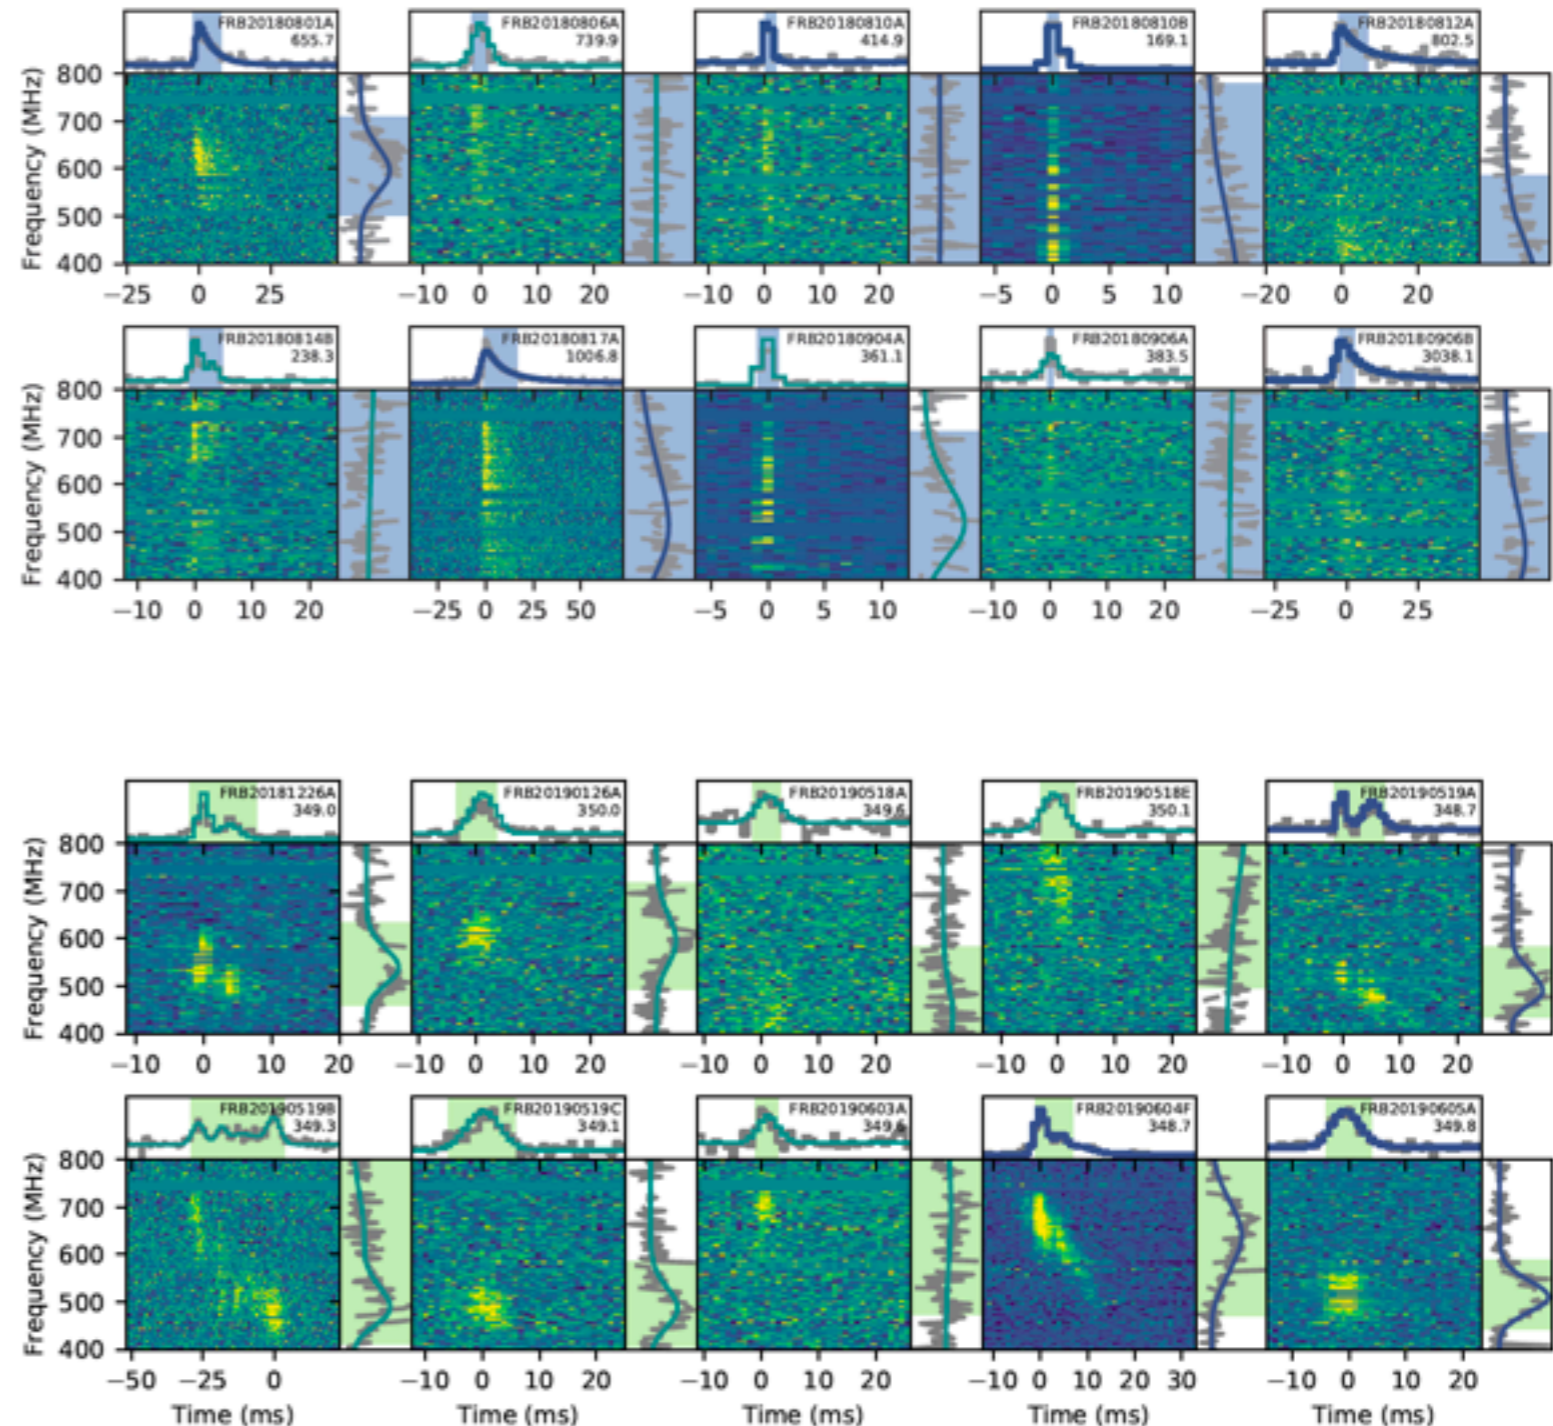 FRB20180801A
655.7
FRB20180806A
739.9
FRB20180810A
414.9
FRB20180810B
169.1
FRB20180812A
802.5
Frequency (MHz)
800
700
600
500
400
−25 0 25
−10 0 10 20
−10 0 10 20
−5 0 5 10
−20 0 20
FRB20180814B
238.3
FRB20180817A
1006.8
FRB20180904A
361.1
FRB20180906A
383.5
FRB20180906B
3038.1
Frequency (MHz)
800
700
600
500
400
−10 0 10 20
−25 0 25 50
−5 0 5 10
−10 0 10 20
−25 0 25
FRB20181226A
349.0
FRB20190126A
350.0
FRB20190518A
349.6
FRB20190518E
350.1
FRB20190519A
348.7
Frequency (MHz)
800
700
600
500
400
−10 0 10 20
−10 0 10 20
−10 0 10 20
−10 0 10 20
−10 0 10 20
FRB20190519B
349.3
FRB20190519C
349.1
FRB20190603A
349.6
FRB20190604F
348.7
FRB20190605A
349.8
Frequency (MHz)
800
700
600
500
400
−50 −25 0
−10 0 10 20
−10 0 10 20
−10 0 10 20 30
−10 0 10 20
Time (ms)
Time (ms)
Time (ms)
Time (ms)
Time (ms)